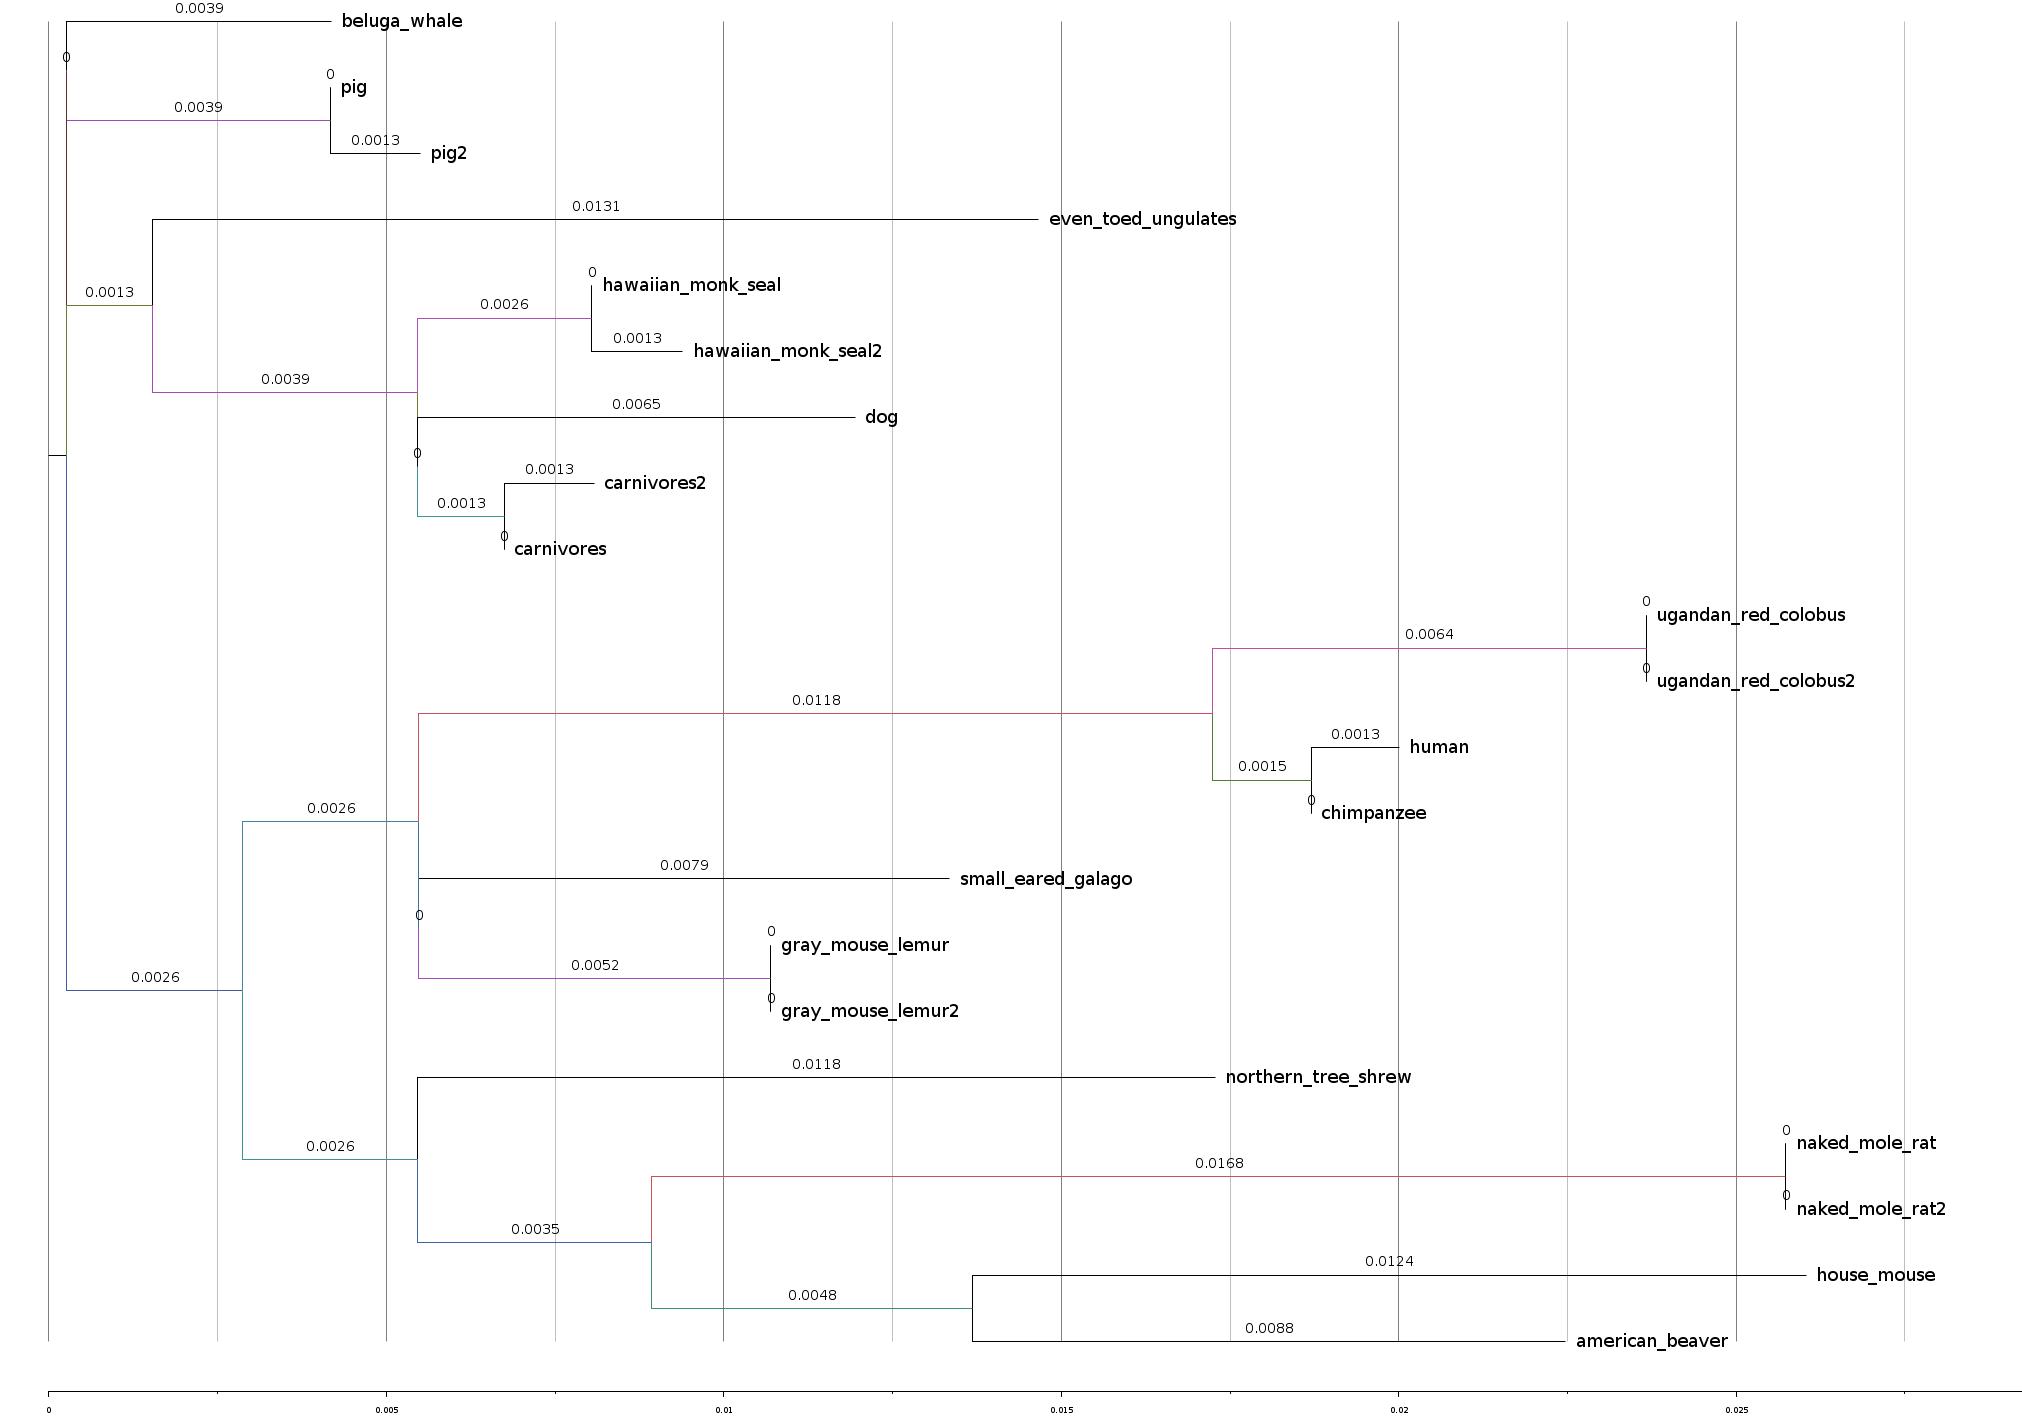 0.0039
beluga_whale
0
0
pig
0.0039
0.0013
pig2
0.0131
even_toed_ungulates
0
hawaiian_monk_seal
0.0013
0.0026
0.0013
hawaiian_monk_seal2
0.0039
0.0065
dog
0
0.0013
carnivores2
0.0013
0
carnivores
0
ugandan_red_colobus
0.0064
0
ugandan_red_colobus2
0.0118
0.0013
human
0.0015
0
chimpanzee
0.0026
0.0079
small_eared_galago
0
0
gray_mouse_lemur
0.0052
0.0026
0
gray_mouse_lemur2
0.0118
northern_tree_shrew
0
naked_mole_rat
0.0026
0.0168
0
naked_mole_rat2
0.0035
0.0124
house_mouse
0.0048
0.0088
american_beaver
0 0.005 0.01 0.015 0.02 0.025